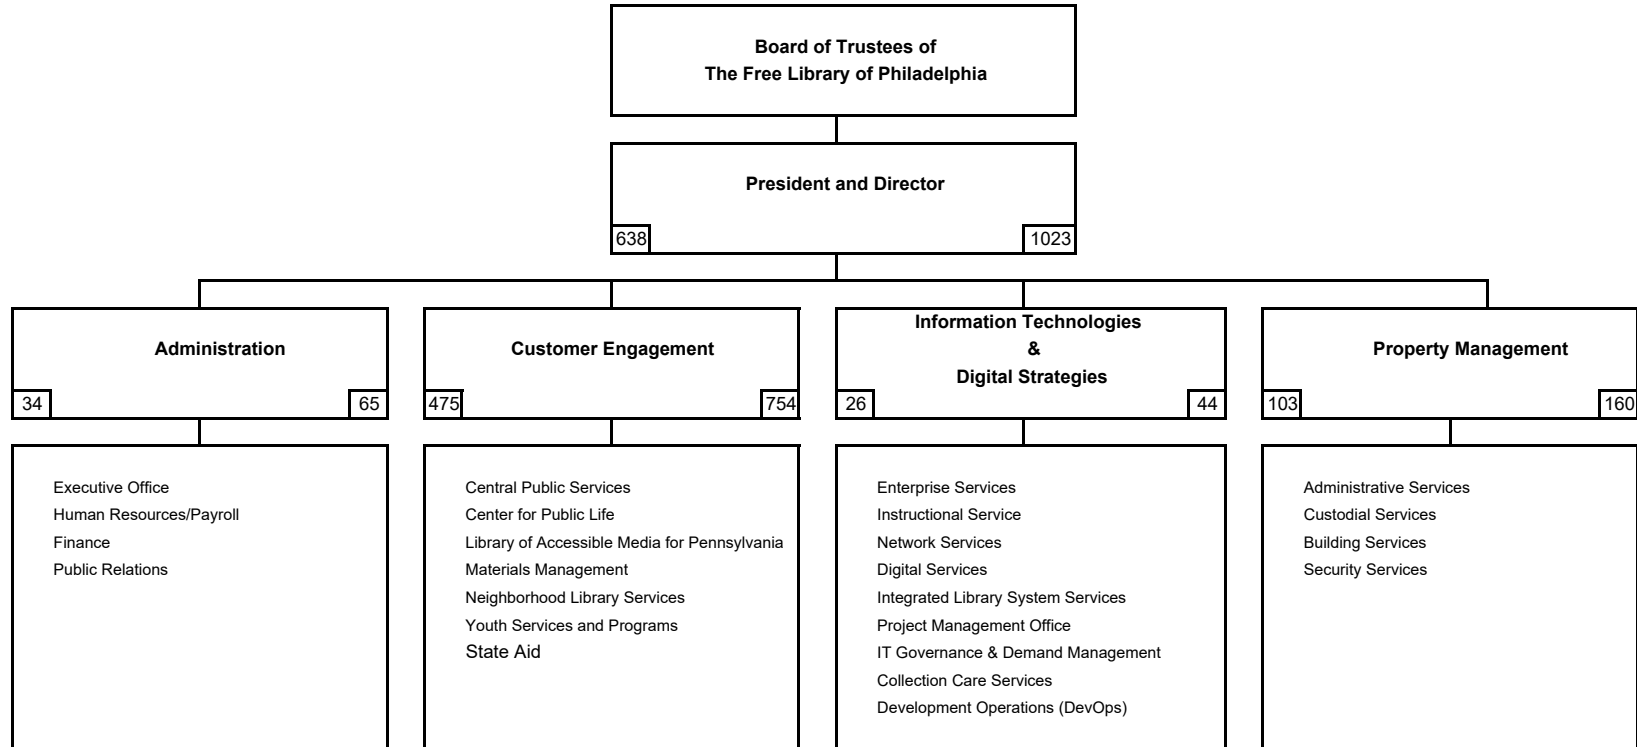 Board of Trustees of
The Free Library of Philadelphia
President and Director
638
1023
Administration
34
65
Customer Engagement
475
754
Information Technologies
&
Digital Strategies
26
44
Property Management
103
160
Executive Office
Human Resources/Payroll
Finance
Public Relations
Central Public Services
Center for Public Life
Library of Accessible Media for Pennsylvania
Materials Management
Neighborhood Library Services
Youth Services and Programs
State Aid
Enterprise Services
Instructional Service
Network Services
Digital Services
Integrated Library System Services
Project Management Office
IT Governance & Demand Management
Collection Care Services
Development Operations (DevOps)
Administrative Services
Custodial Services
Building Services
Security Services